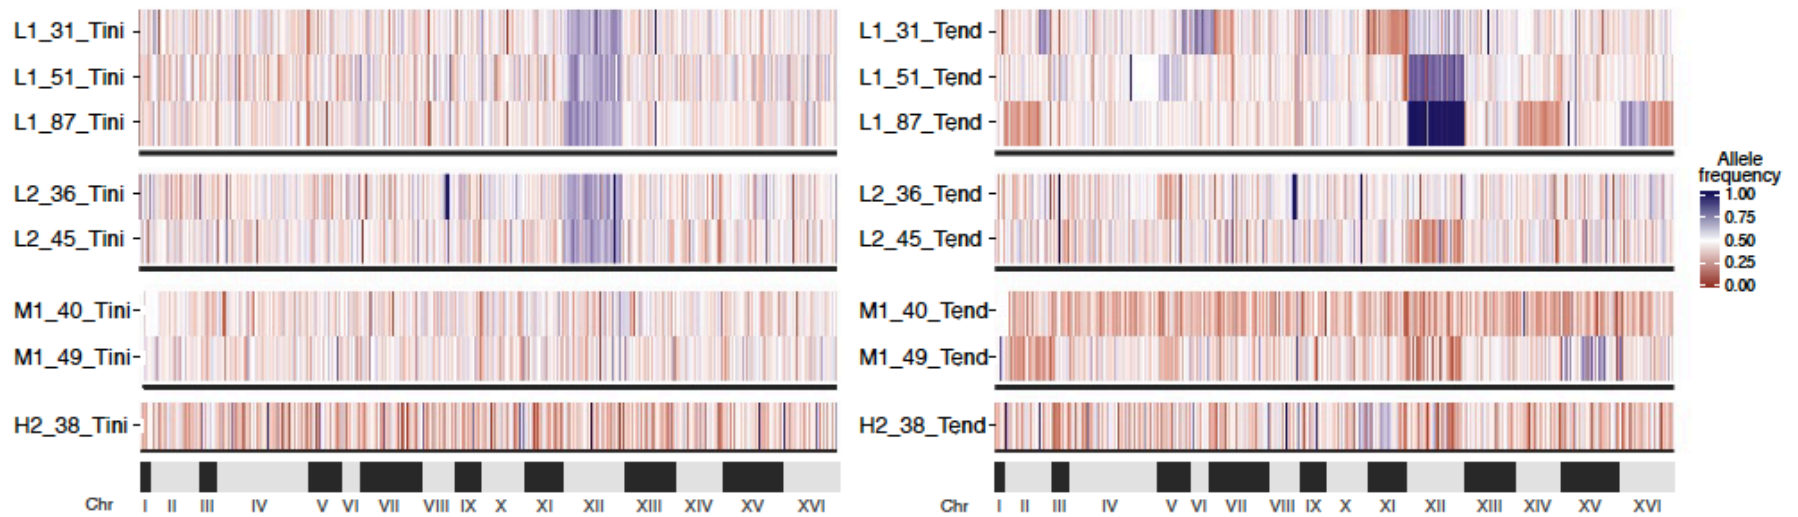 L1_31_Tini
L1_51_Tini
L1_87_Tini
L2_36_Tini
L2_45_Tini
M1_40_Tini
M1_49_Tini
H2_38_Tini
Chr I II III IV V VI VII VIII IX X XI XII XIII XIV XV XVI
L1_31_Tend
L1_51_Tend
L1_87_Tend
L2_36_Tend
L2_45_Tend
M1_40_Tend
M1_49_Tend
H2_38_Tend
Chr I II III IV V VI VII VIII IX X XI XII XIII XIV XV XVI
Allele
frequency
1.00
0.75
0.50
0.25
0.00